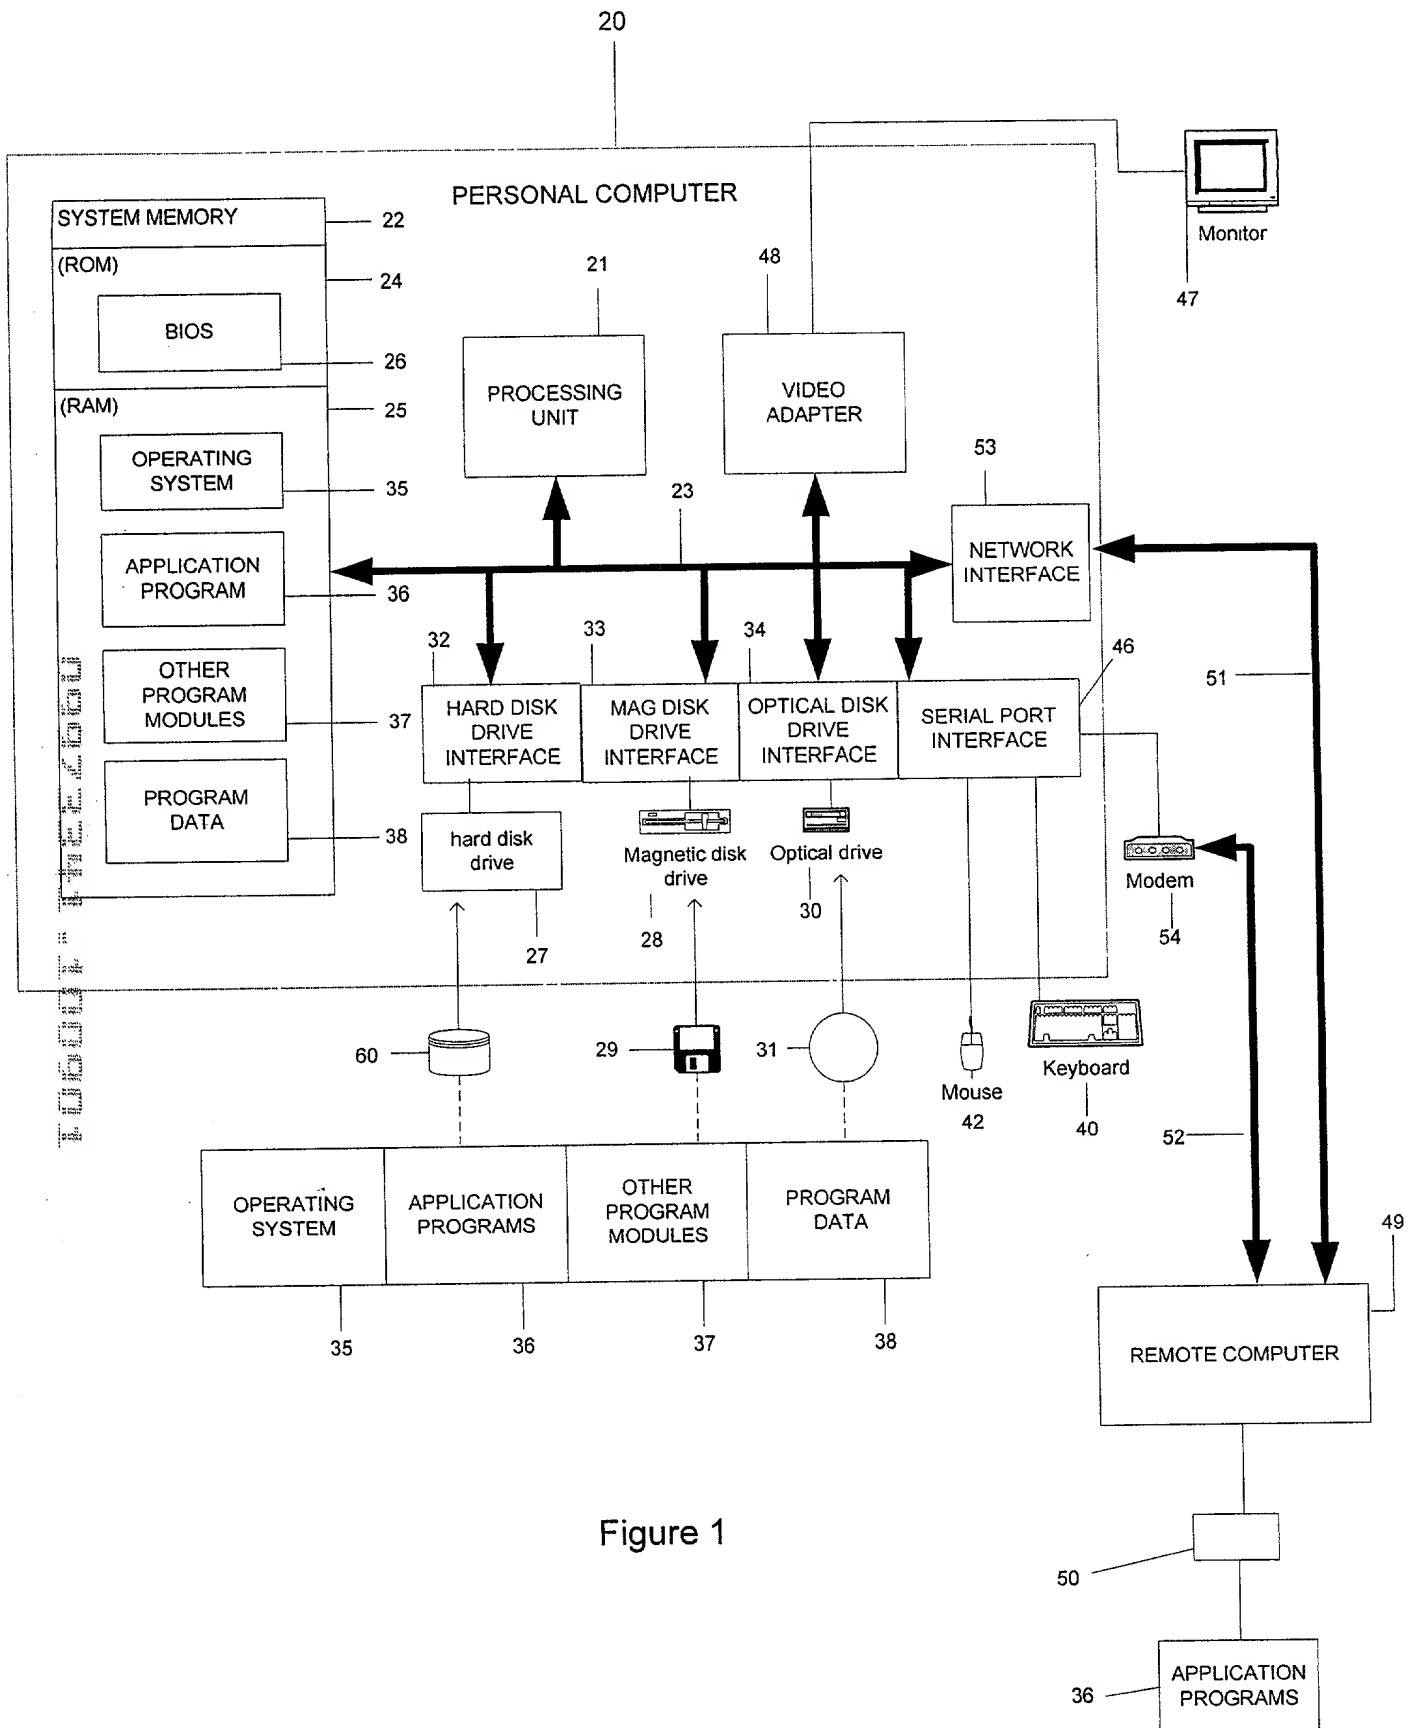 20
PERSONAL COMPUTER
Monitor
47
SYSTEM MEMORY
22
(ROM)
24
BIOS
26
(RAM)
25
OPERATING
SYSTEM
35
APPLICATION
PROGRAM
36
OTHER
PROGRAM
MODULES
37
PROGRAM
DATA
38
21
PROCESSING
UNIT
48
VIDEO
ADAPTER
23
53
NETWORK
INTERFACE
32
HARD DISK
DRIVE
INTERFACE
33
MAG DISK
DRIVE
INTERFACE
34
OPTICAL DISK
DRIVE
INTERFACE
46
SERIAL PORT
INTERFACE
51
hard disk
drive
27
Magnetic disk
drive
28
Optical drive
30
Modem
54
60
29
31
Mouse
42
Keyboard
40
52
OPERATING
SYSTEM
APPLICATION
PROGRAMS
OTHER
PROGRAM
MODULES
PROGRAM
DATA
35
36
37
38
49
REMOTE COMPUTER
50
36
APPLICATION
PROGRAMS
Figure 1